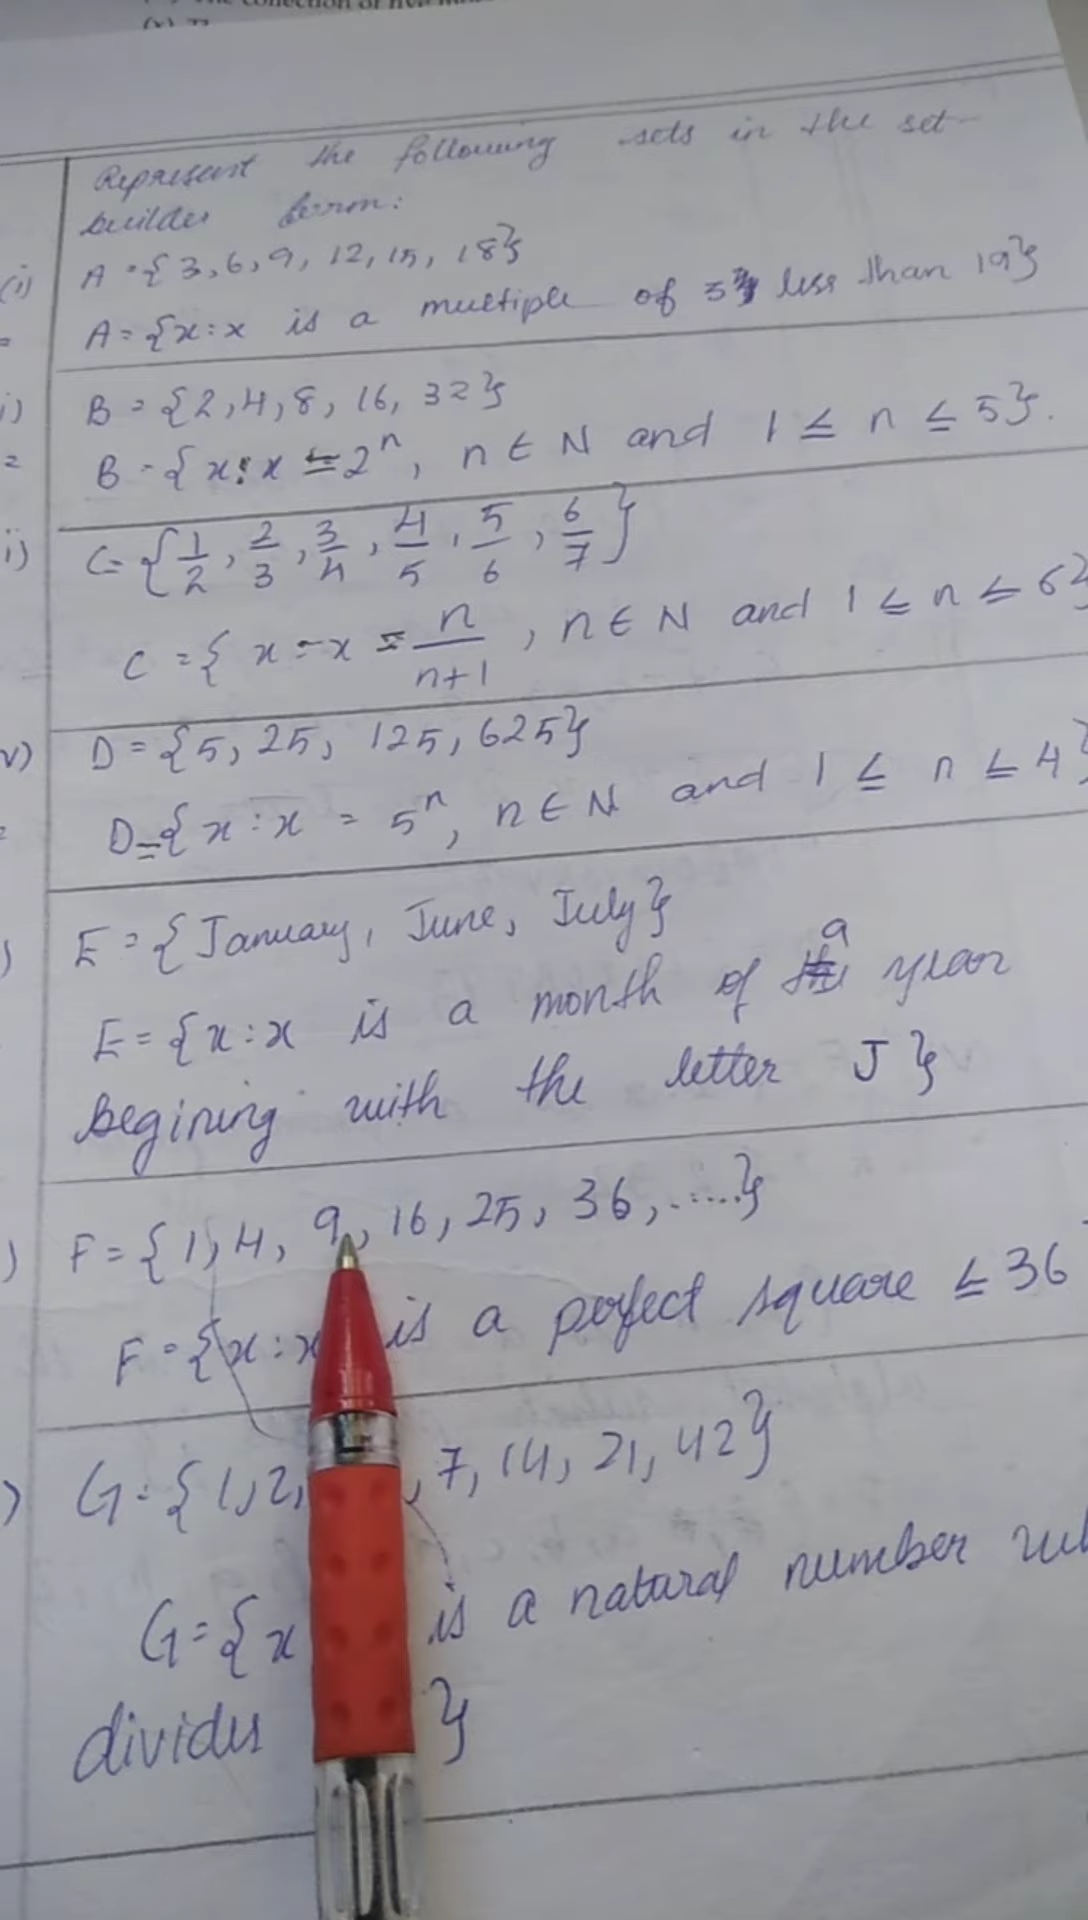 Represent the following sets in the set-
builder form:
(i) A = {3, 6, 9, 12, 15, 18}
A = {x : x is a multiple of 3 less than 19}
B = {2, 4, 8, 16, 32}
B = {x : x = 2ⁿ, n ∈ N and 1 ≤ n ≤ 5}.
C = {1/2, 2/3, 3/4, 4/5, 5/6, 6/7}
C = {x : x = n/n+1, n ∈ N and 1 ≤ n ≤ 6}
D = {5, 25, 125, 625}
D = {x : x = 5ⁿ, n ∈ N and 1 ≤ n ≤ 4}
E = {January, June, July}
E = {x : x is a month of a year
begining with the letter J}
F = {1, 4, 9, 16, 25, 36, .....}
F = {x : x is a perfect square ≤ 36
G = {1, 2, , 7, 14, 21, 42}
G = {x is a natural number
divides }